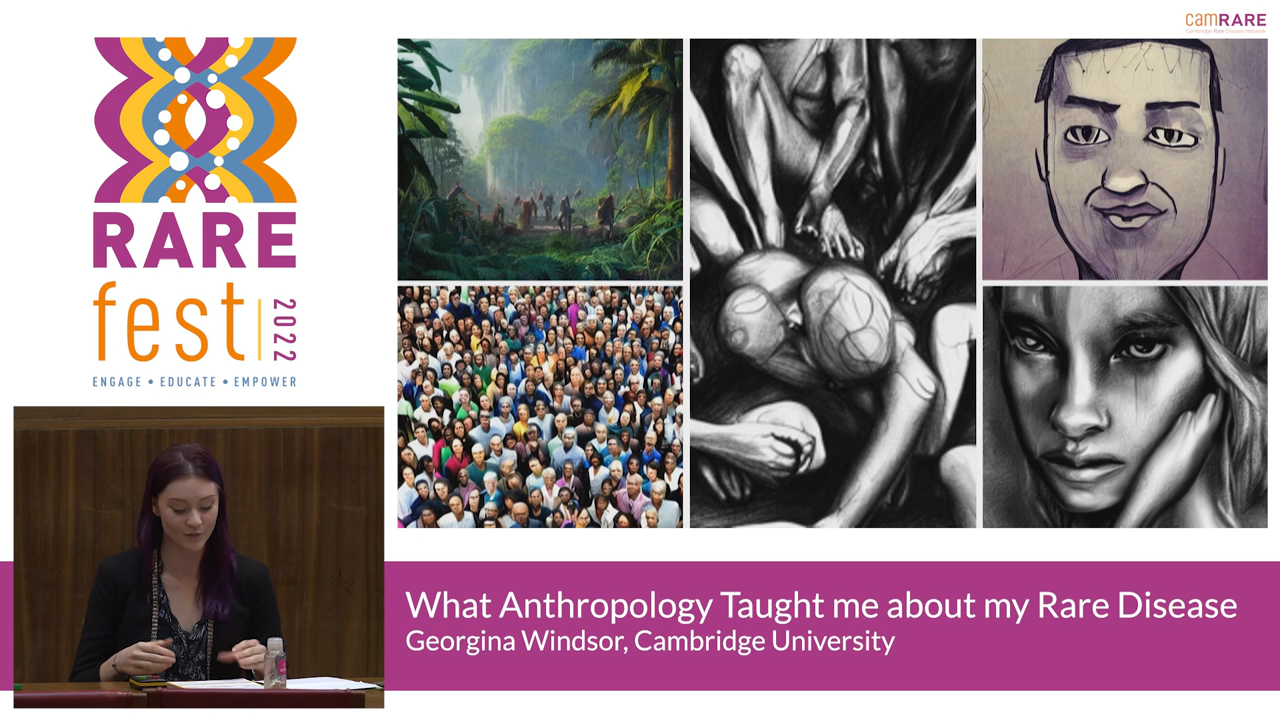 camRARE
Cambridge Rare Disease Network
RARE
fest
2022
ENGAGE • EDUCATE • EMPOWER
What Anthropology Taught me about my Rare Disease
Georgina Windsor, Cambridge University